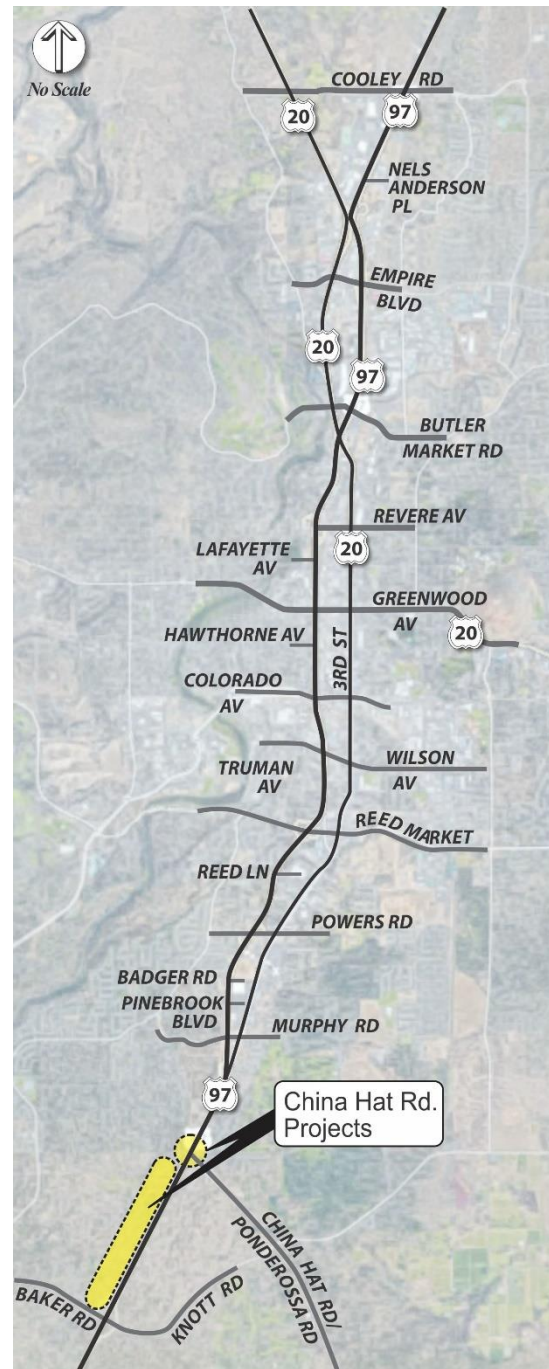 No Scale
COOLEY RD
20
97
NELS
ANDERSON
PL
EMPIRE
BLVD
20
97
BUTLER
MARKET RD
REVERE AV
LAFAYETTE
AV
20
GREENWOOD
AV
20
HAWTHORNE AV
3RD ST
COLORADO
AV
TRUMAN
AV
WILSON
AV
REED MARKET
REED LN
POWERS RD
BADGER RD
PINEBROOK
BLVD
MURPHY RD
97
China Hat Rd.
Projects
CHINA HAT RD/
PONDEROSSA RD
BAKER RD
KNOTT RD